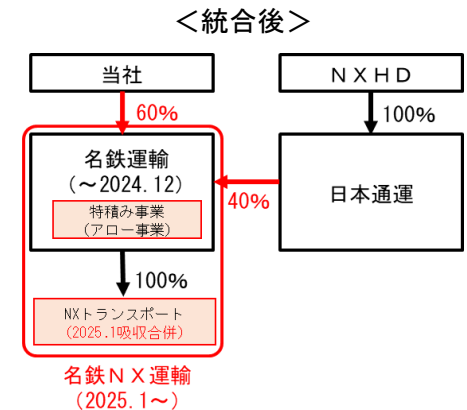 ＜統合後＞
当社
ＮＸＨＤ
60%
100%
名鉄運輸
(～2024.12)
特積み事業
(アロー事業)
40%
日本通運
100%
NXトランスポート
(2025.1吸収合併)
名鉄ＮＸ運輸
(2025.1～)